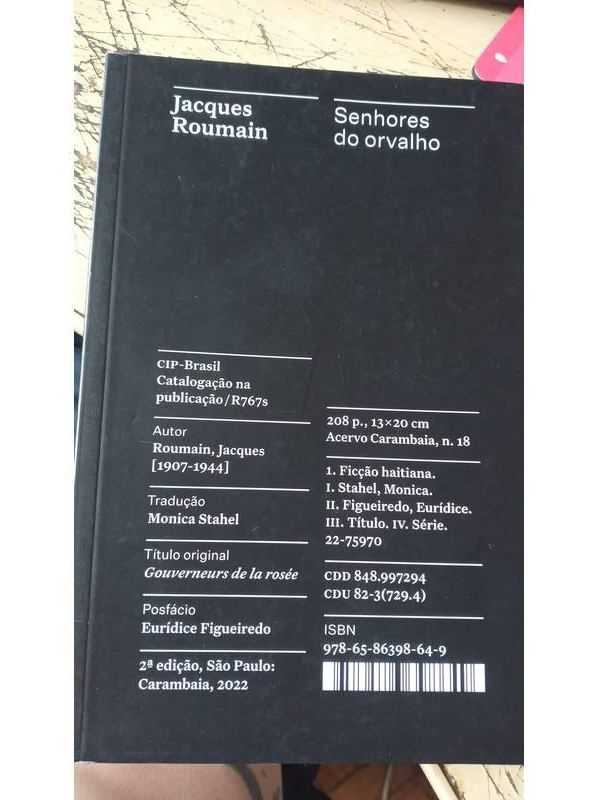 Jacques
Roumain
Senhores
do orvalho
CIP-Brasil
Catalogação na
publicação/R767s
Autor
Roumain, Jacques
[1907-1944]
Tradução
Monica Stahel
Título original
Gouverneurs de la rosée
Posfácio
Eurídice Figueiredo
2ª edição, São Paulo:
Carambaia, 2022
208 p., 13×20 cm
Acervo Carambaia, n. 18
1. Ficção haitiana.
I. Stahel, Monica.
II. Figueiredo, Eurídice.
III. Título. IV. Série.
22-75970
CDD 848.997294
CDU 82-3(729.4)
ISBN
978-65-86398-64-9